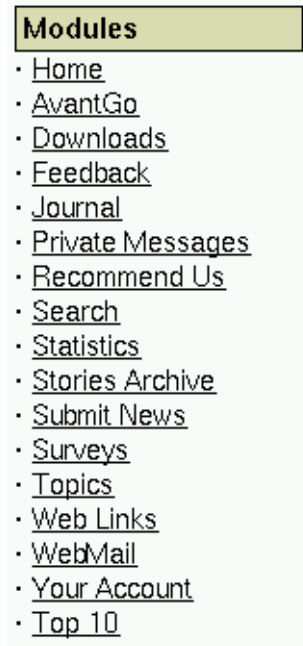 Modules
· Home
· AvantGo
· Downloads
· Feedback
· Journal
· Private Messages
· Recommend Us
· Search
· Statistics
· Stories Archive
· Submit News
· Surveys
· Topics
· Web Links
· WebMail
· Your Account
· Top 10